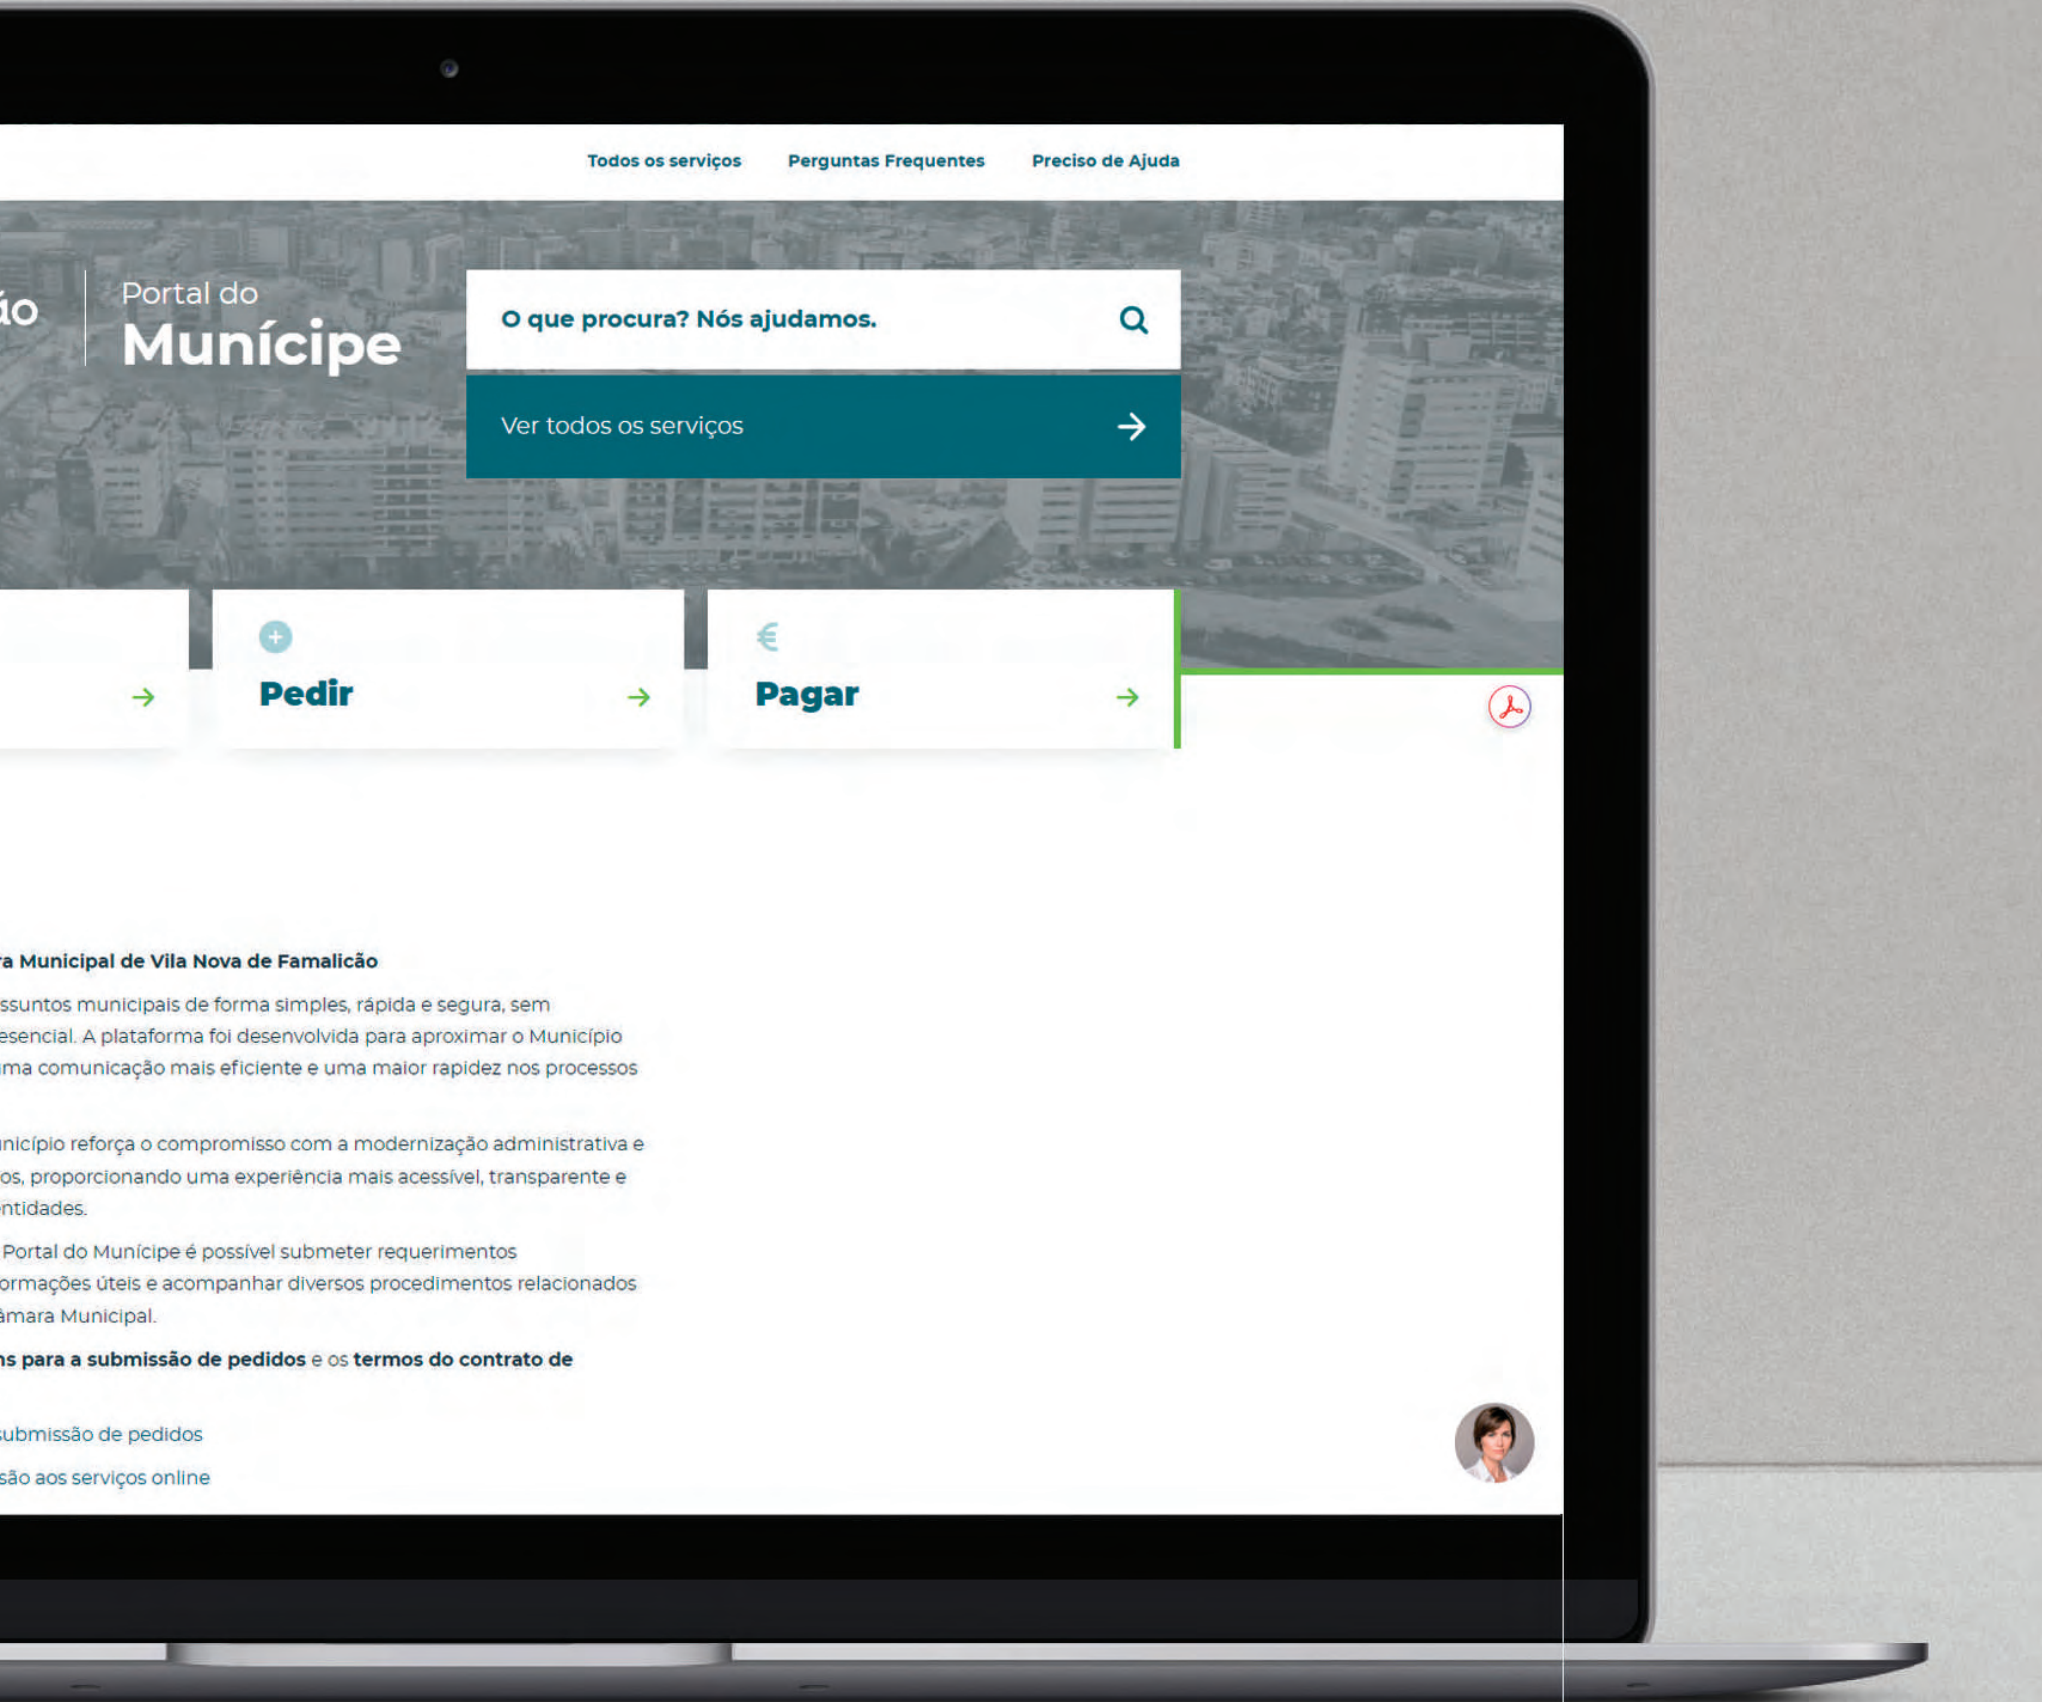 Todos os serviços Perguntas Frequentes Preciso de Ajuda
ão
Portal do
Munícipe
O que procura? Nós ajudamos.
Ver todos os serviços
Pedir
Pagar
ra Municipal de Vila Nova de Famalicão
ssuntos municipais de forma simples, rápida e segura, sem
esencial. A plataforma foi desenvolvida para aproximar o Município
uma comunicação mais eficiente e uma maior rapidez nos processos
unicípio reforça o compromisso com a modernização administrativa e
os, proporcionando uma experiência mais acessível, transparente e
entidades.
Portal do Munícipe é possível submeter requerimentos
ormações úteis e acompanhar diversos procedimentos relacionados
âmara Municipal.
ns para a submissão de pedidos e os termos do contrato de
submissão de pedidos
são aos serviços online